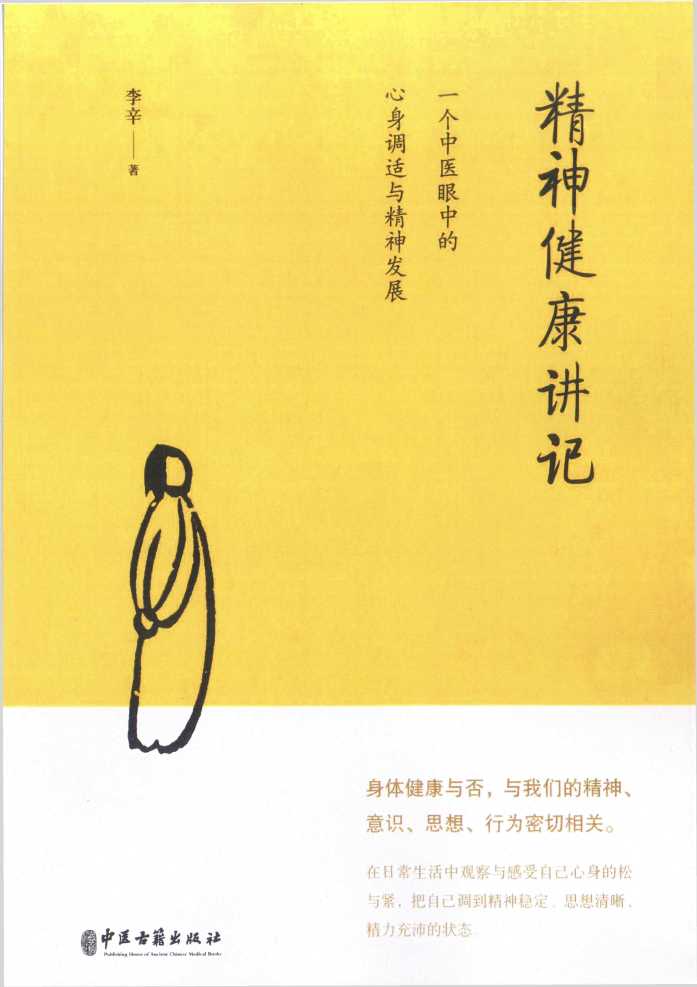 精神健康讲记
一个中医眼中的
心身调适与精神发展
李辛——著
身体健康与否，与我们的精神、
意识、思想、行为密切相关。
在日常生活中观察与感受自己心身的松
与紧，把自己调到精神稳定、思想清晰、
精力充沛的状态。
中医古籍出版社
Publishing House of Ancient Chinese Medical Books